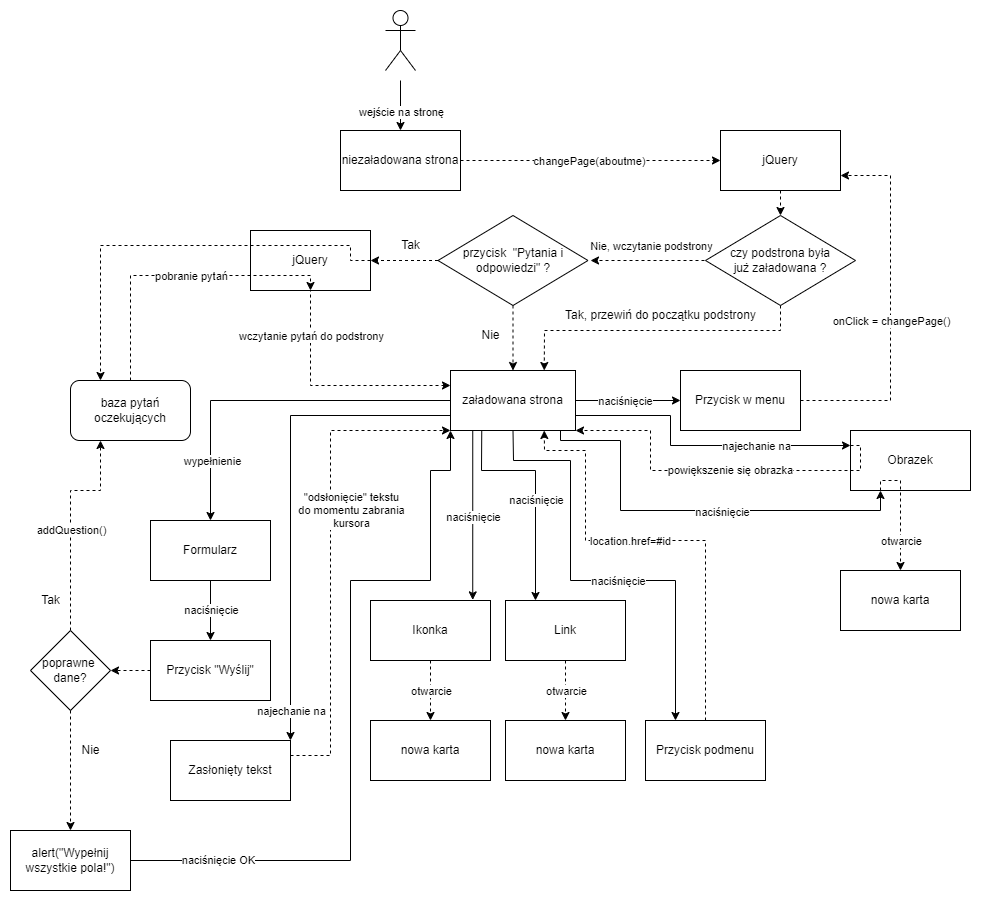 wejście na stronę
niezaładowana strona
changePage(aboutme)
jQuery
jQuery
Tak
przycisk "Pytania i
odpowiedzi" ?
Nie, wczytanie podstrony
czy podstrona była
już załadowana ?
pobranie pytań
wczytanie pytań do podstrony
Nie
Tak, przewiń do początku podstrony
onClick = changePage()
baza pytań
oczekujących
załadowana strona
naciśnięcie
Przycisk w menu
wypełnienie
najechanie na
Obrazek
powiększenie się obrazka
"odsłonięcie" tekstu
do momentu zabrania
kursora
naciśnięcie
naciśnięcie
naciśnięcie
addQuestion()
Formularz
location.href=#id
otwarcie
naciśnięcie
naciśnięcie
nowa karta
Tak
Ikonka
Link
poprawne
dane?
Przycisk "Wyślij"
otwarcie
otwarcie
najechanie na
Nie
Zasłonięty tekst
nowa karta
nowa karta
Przycisk podmenu
alert("Wypełnij
wszystkie pola!")
naciśnięcie OK